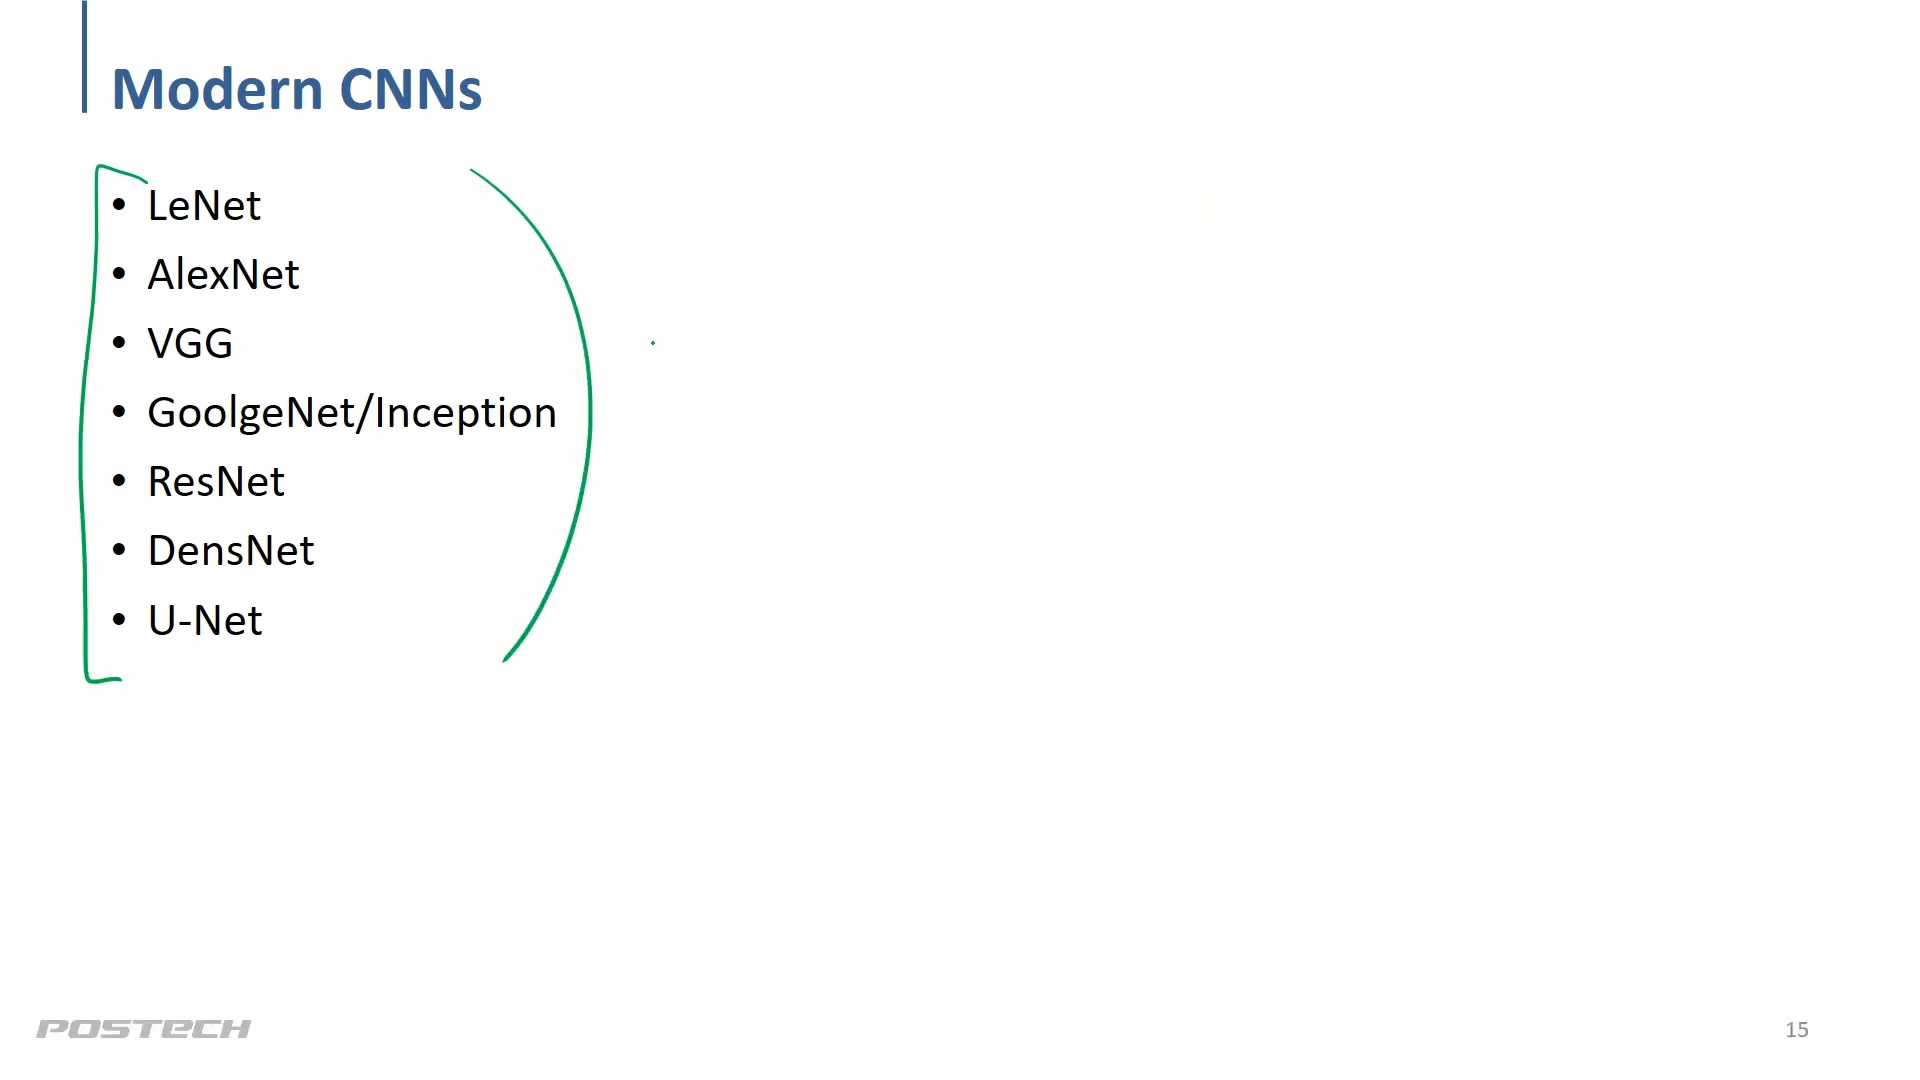 Modern CNNs
• LeNet
• AlexNet
• VGG
• GoolgeNet/Inception
• ResNet
• DensNet
• U-Net
POSTECH
15